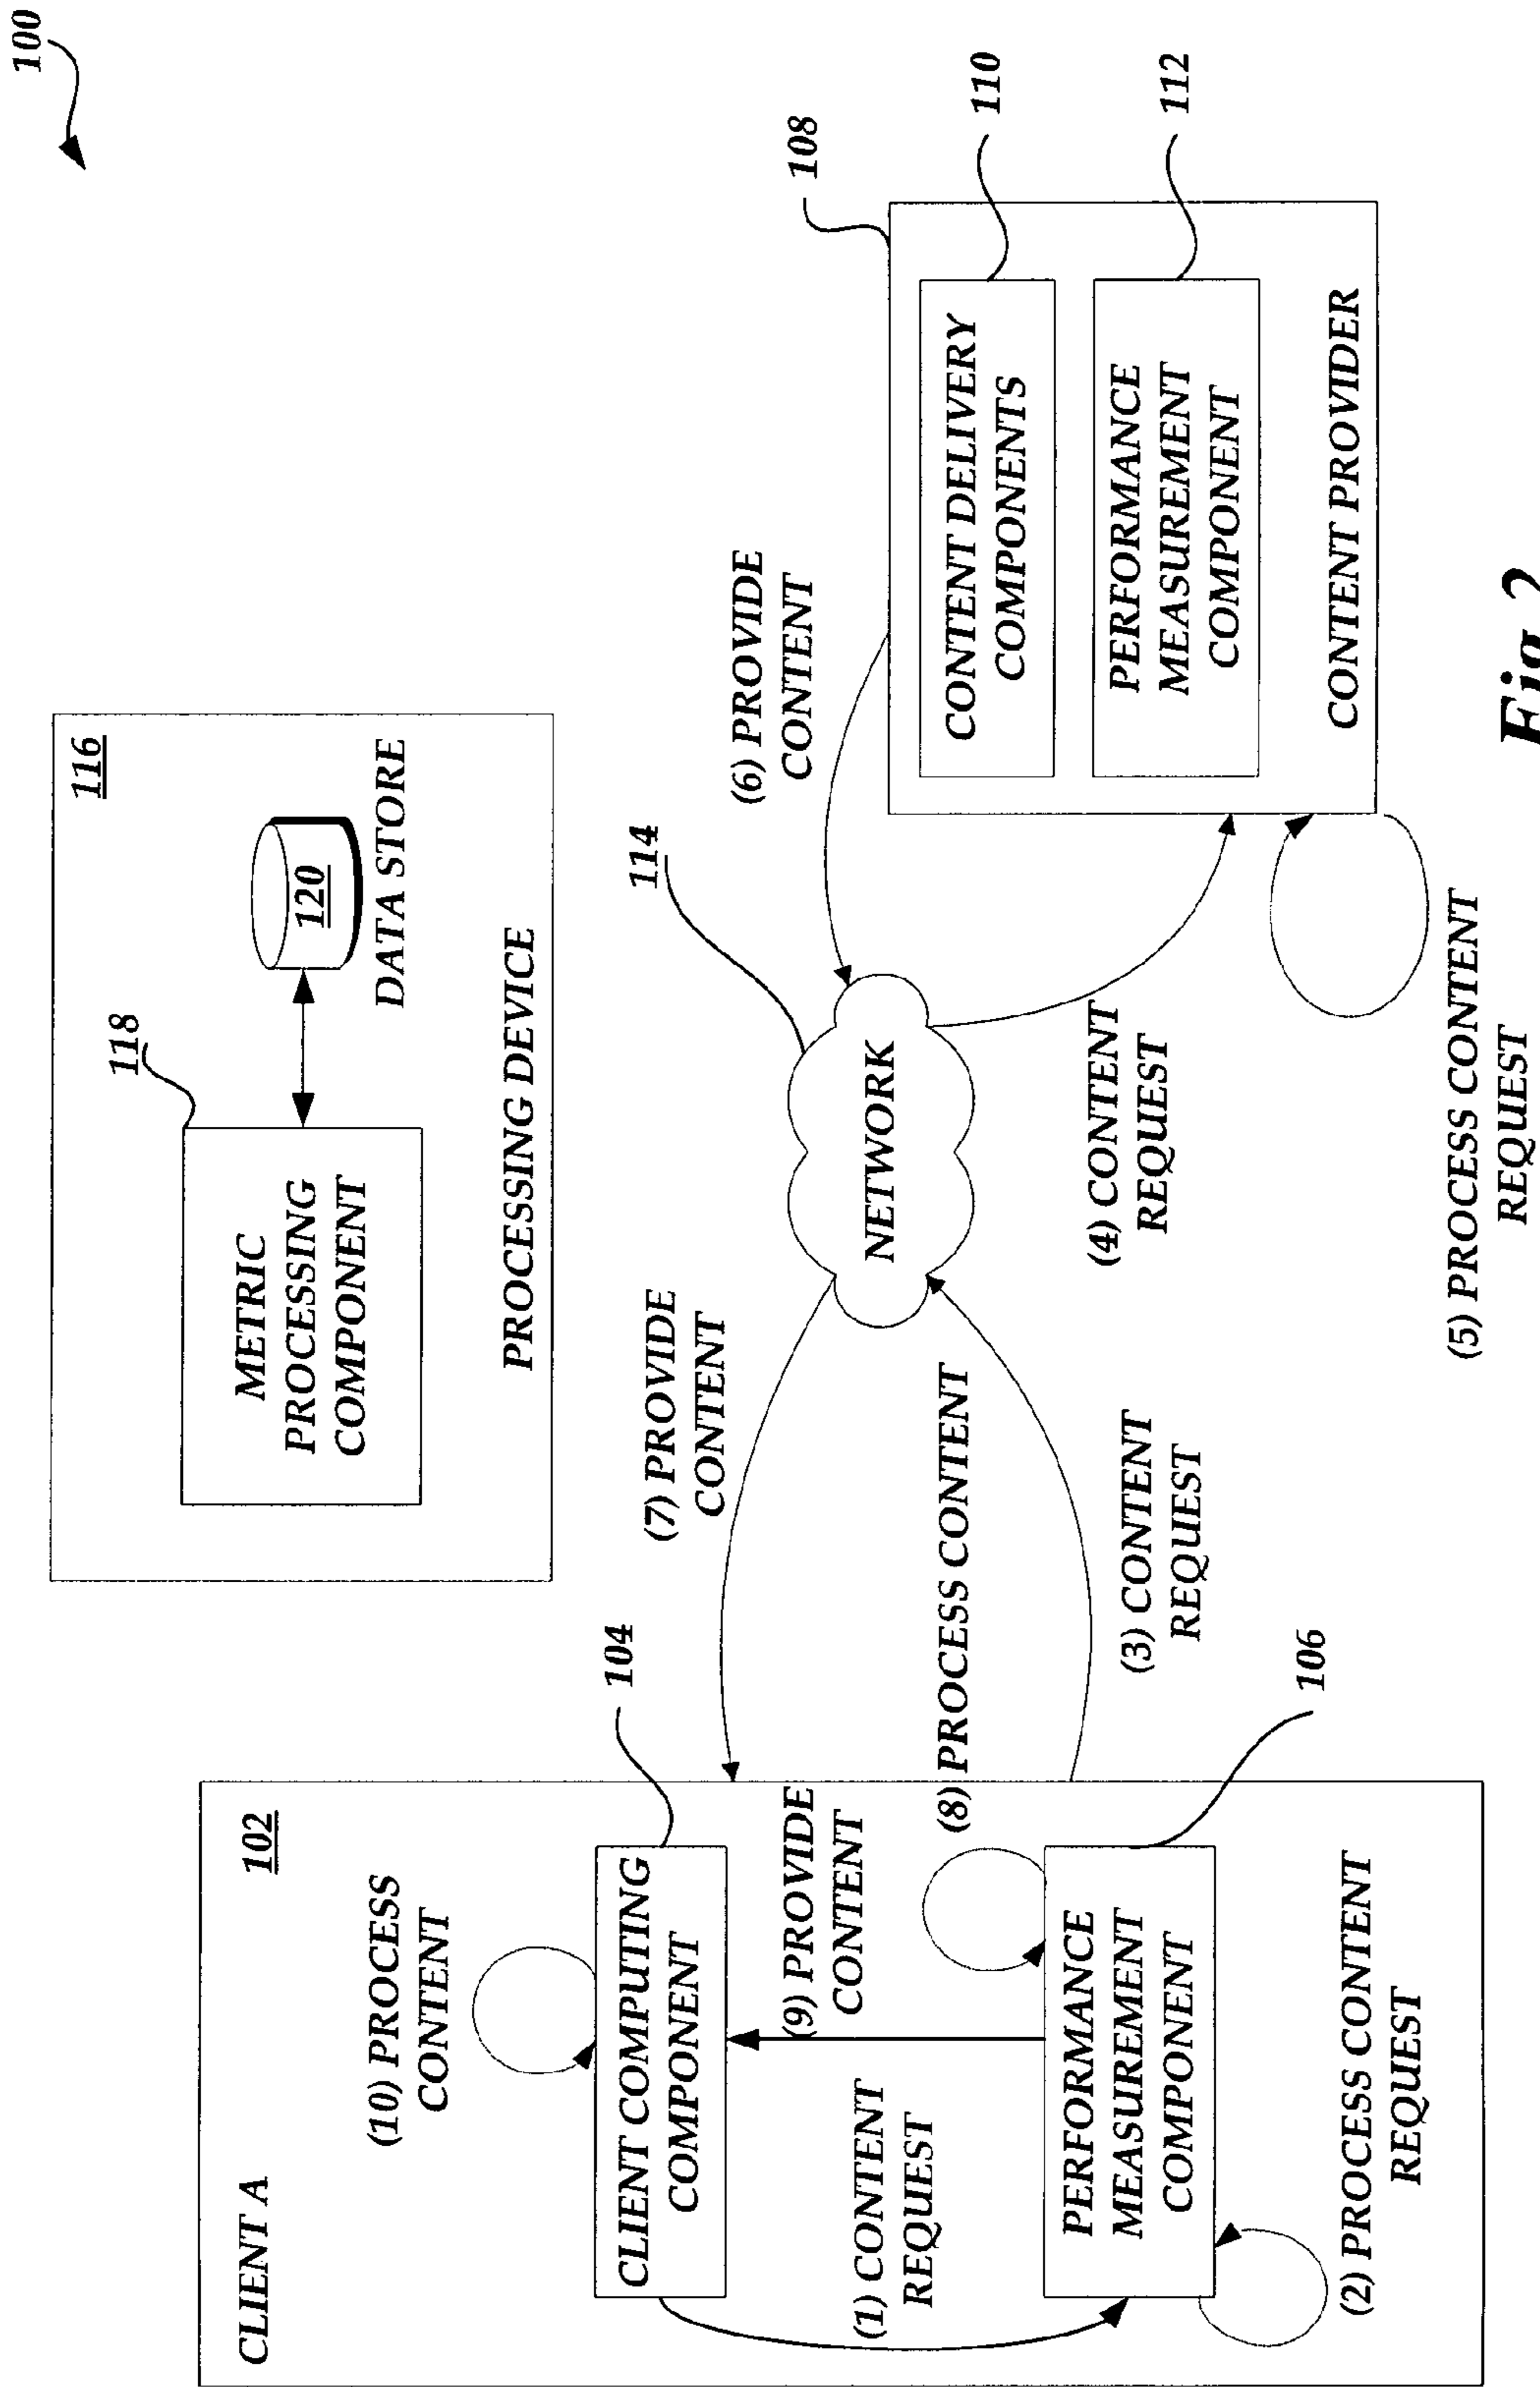 100
116
118
METRIC
PROCESSING
COMPONENT
120
DATA STORE
PROCESSING DEVICE
CLIENT A
102
(10) PROCESS
CONTENT
104
CLIENT COMPUTING
COMPONENT
(9) PROVIDE
CONTENT
(1) CONTENT
REQUEST
(8) PROCESS CONTENT
PERFORMANCE
MEASUREMENT
COMPONENT
106
(2) PROCESS CONTENT
REQUEST
(7) PROVIDE
CONTENT
(3) CONTENT
REQUEST
114
NETWORK
(6) PROVIDE
CONTENT
(4) CONTENT
REQUEST
108
CONTENT DELIVERY
COMPONENTS
110
PERFORMANCE
MEASUREMENT
COMPONENT
112
CONTENT PROVIDER
(5) PROCESS CONTENT
REQUEST
Fig.2